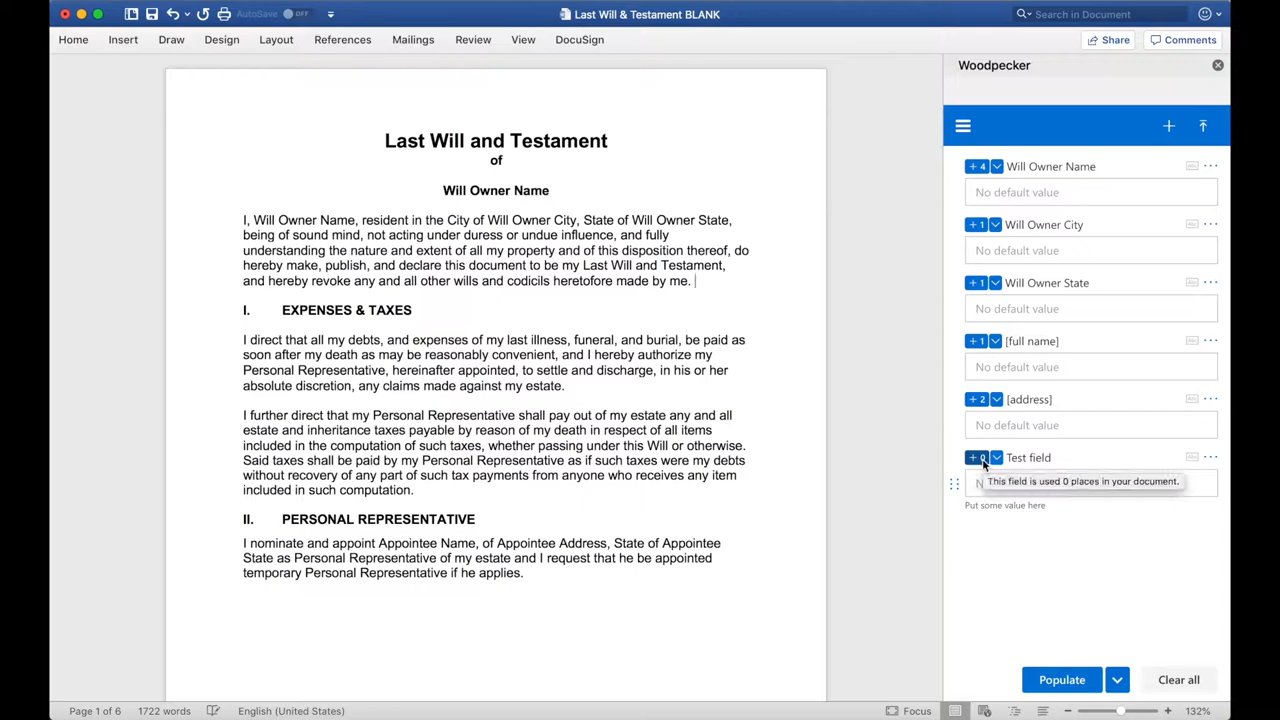 AutoSave OFF
Last Will & Testament BLANK
Search in Document
Home Insert Draw Design Layout References Mailings Review View DocuSign
Share Comments
Woodpecker
Last Will and Testament
of
Will Owner Name
I, Will Owner Name, resident in the City of Will Owner City, State of Will Owner State,
being of sound mind, not acting under duress or undue influence, and fully
understanding the nature and extent of all my property and of this disposition thereof, do
hereby make, publish, and declare this document to be my Last Will and Testament,
and hereby revoke any and all other wills and codicils heretofore made by me.
I. EXPENSES & TAXES
I direct that all my debts, and expenses of my last illness, funeral, and burial, be paid as
soon after my death as may be reasonably convenient, and I hereby authorize my
Personal Representative, hereinafter appointed, to settle and discharge, in his or her
absolute discretion, any claims made against my estate.
I further direct that my Personal Representative shall pay out of my estate any and all
estate and inheritance taxes payable by reason of my death in respect of all items
included in the computation of such taxes, whether passing under this Will or otherwise.
Said taxes shall be paid by my Personal Representative as if such taxes were my debts
without recovery of any part of such tax payments from anyone who receives any item
included in such computation.
II. PERSONAL REPRESENTATIVE
I nominate and appoint Appointee Name, of Appointee Address, State of Appointee
State as Personal Representative of my estate and I request that he be appointed
temporary Personal Representative if he applies.
+ 4 Will Owner Name Abc
No default value
+ 1 Will Owner City Abc
No default value
+ 1 Will Owner State Abc
No default value
+ 1 [full name] Abc
No default value
+ 2 [address] Abc
No default value
+ 0 Test field Abc
This field is used 0 places in your document.
Put some value here
Populate Clear all
Page 1 of 6 1722 words English (United States) Focus 132%